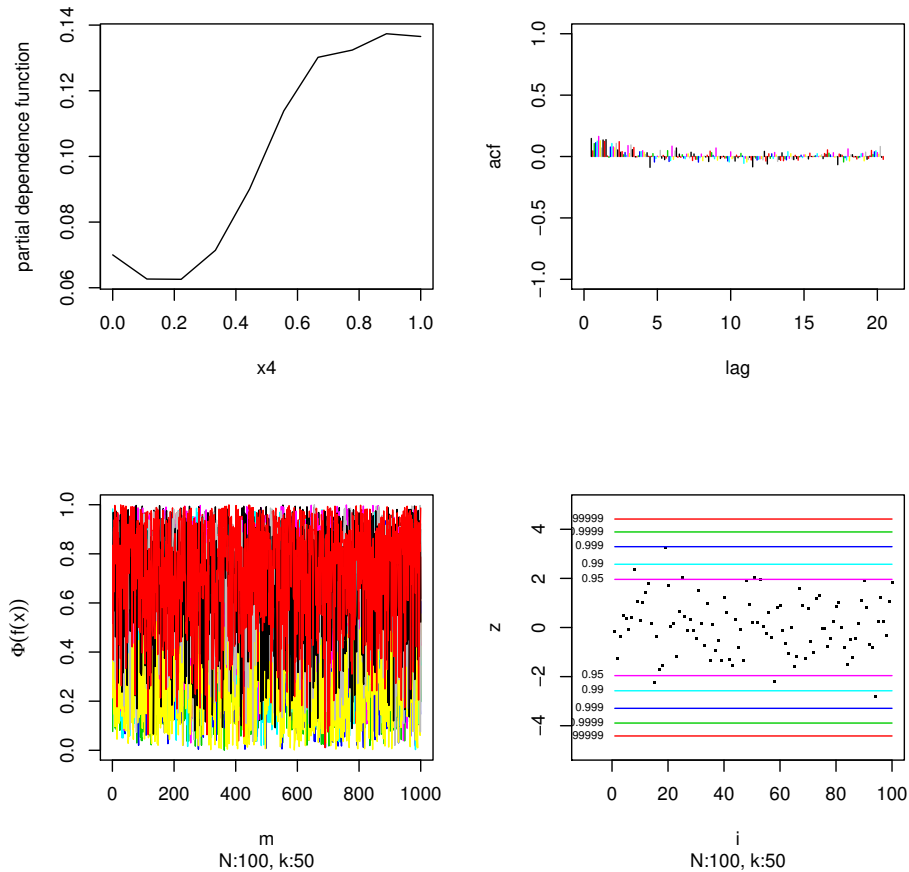 partial dependence function
0.06 0.08 0.10 0.12 0.14
0.0 0.2 0.4 0.6 0.8 1.0
x4
acf
−1.0 −0.5 0.0 0.5 1.0
0 5 10 15 20
lag
Φ(f(x))
0.0 0.2 0.4 0.6 0.8 1.0
0 200 400 600 800 1000
m
N:100, k:50
z
−4 −2 0 2 4
99999
0.9999
0.999
0.99
0.95
0.95
0.99
0.999
0.9999
99999
0 20 40 60 80 100
i
N:100, k:50